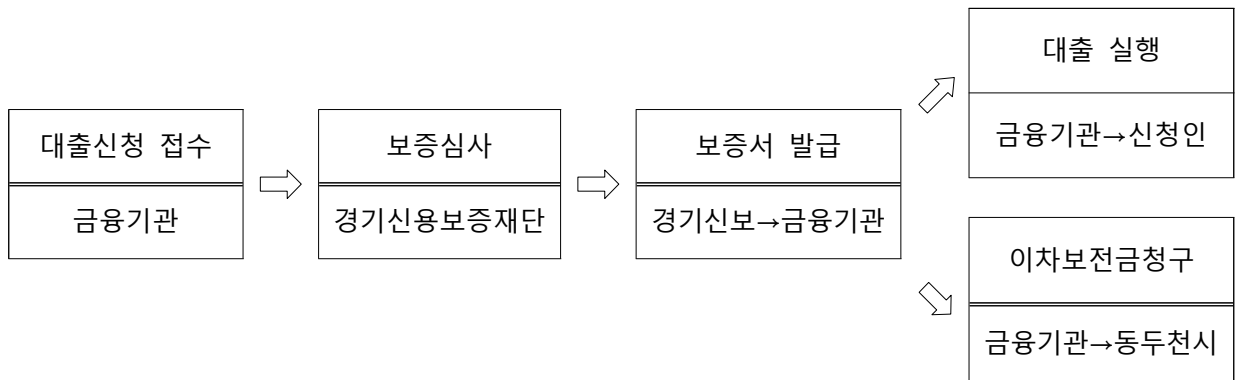 대출신청 접수
금융기관
보증심사
경기신용보증재단
보증서 발급
경기신보→금융기관
대출 실행
금융기관→신청인
이차보전금청구
금융기관→동두천시